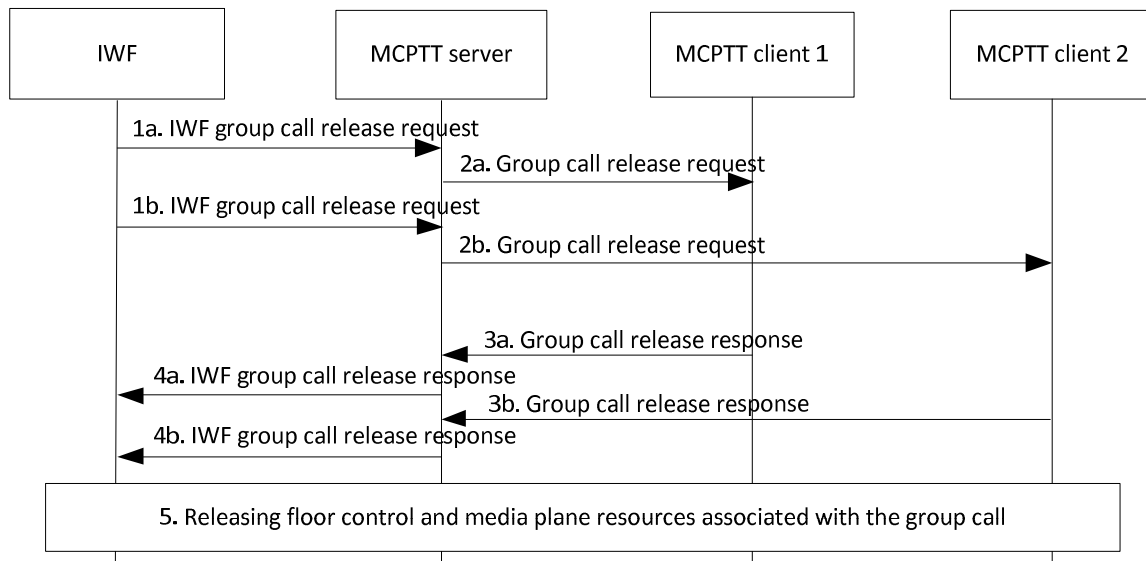 IWF
MCPTT server
MCPTT client 1
MCPTT client 2
1a. IWF group call release request
2a. Group call release request
1b. IWF group call release request
2b. Group call release request
3a. Group call release response
4a. IWF group call release response
3b. Group call release response
4b. IWF group call release response
5. Releasing floor control and media plane resources associated with the group call